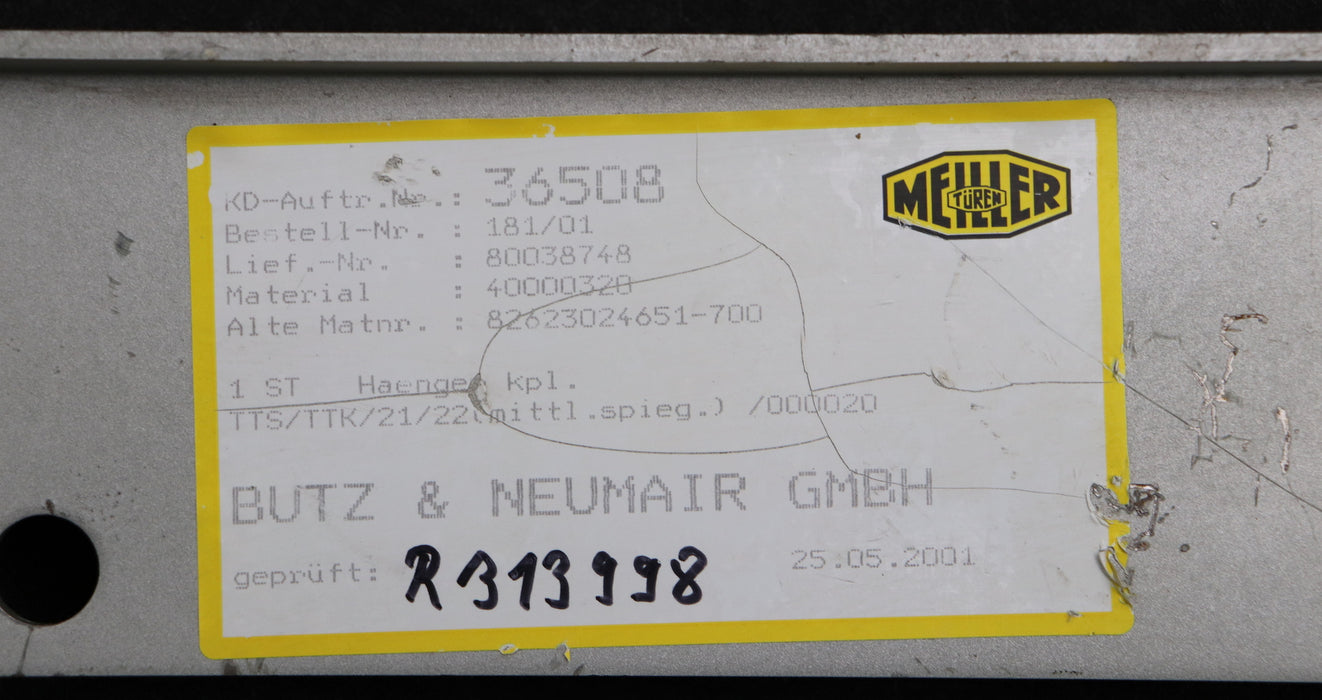 MEILLER
TÜREN
KD-Auftr.Nr.: 36508
Bestell-Nr. : 181/01
Lief.-Nr. : 80038748
Material : 40000320
Alte Matnr. : 82623024651-700
1 ST Haenger kpl.
TTS/TTK/21/22(mittl.spieg.) /000020
BUTZ & NEUMAIR GMBH
geprüft: R313998 25.05.2001